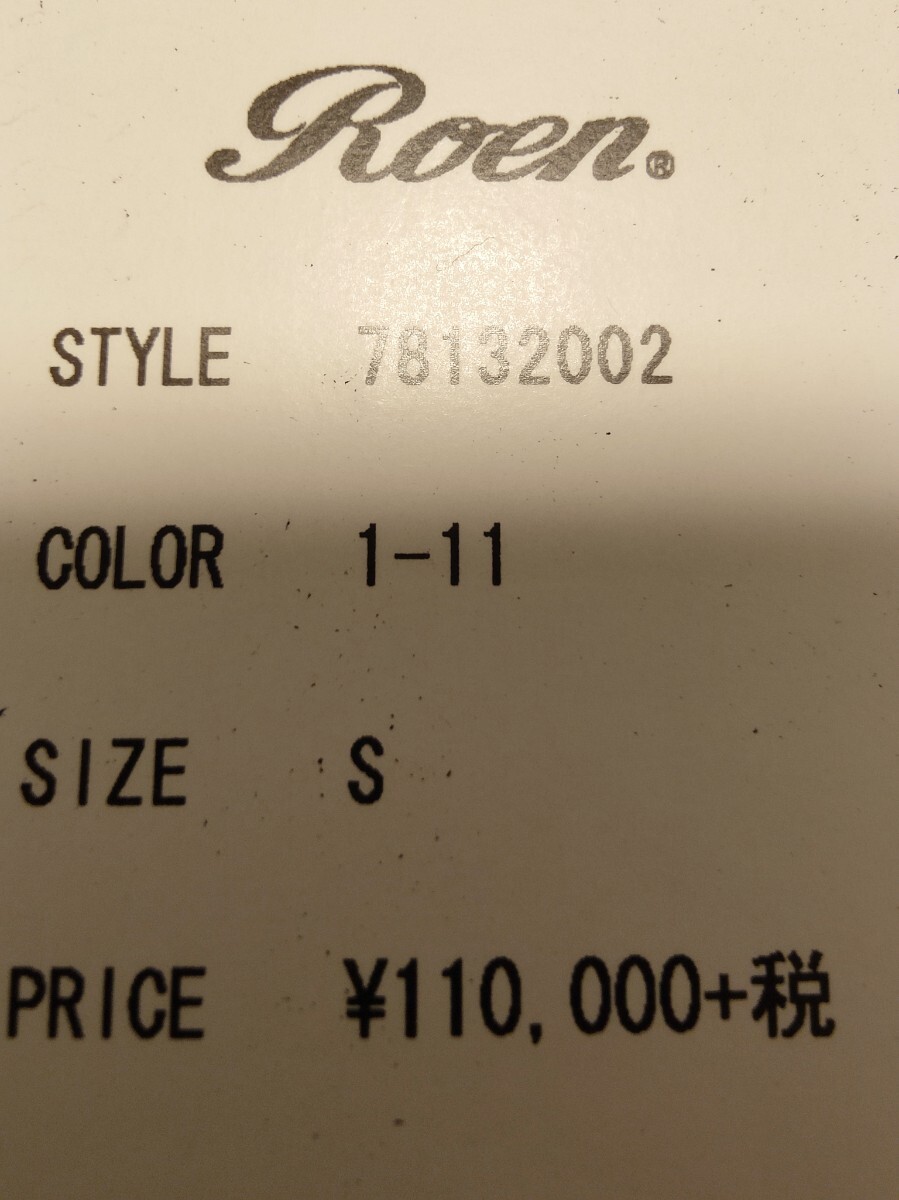 Roen®
STYLE 78132002
COLOR 1-11
SIZE S
PRICE ¥110,000+税